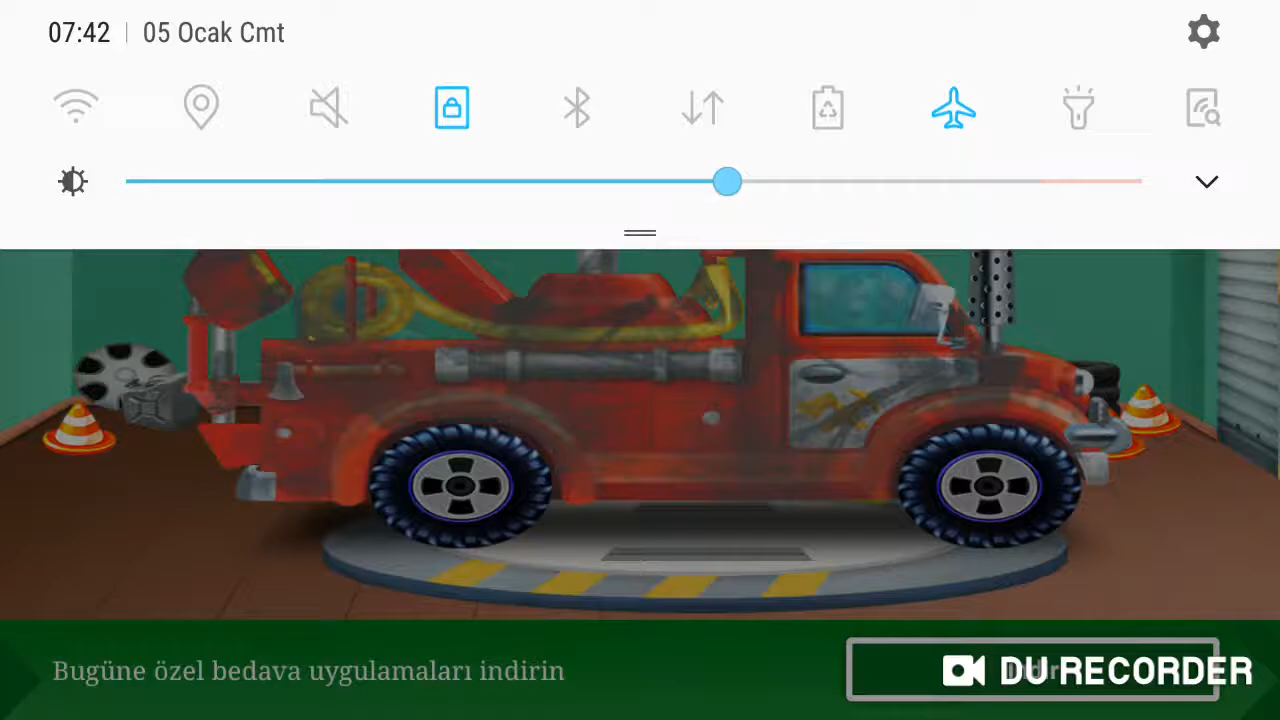 07:42 | 05 Ocak Cmt
Bugüne özel bedava uygulamaları indirin
DU RECORDER